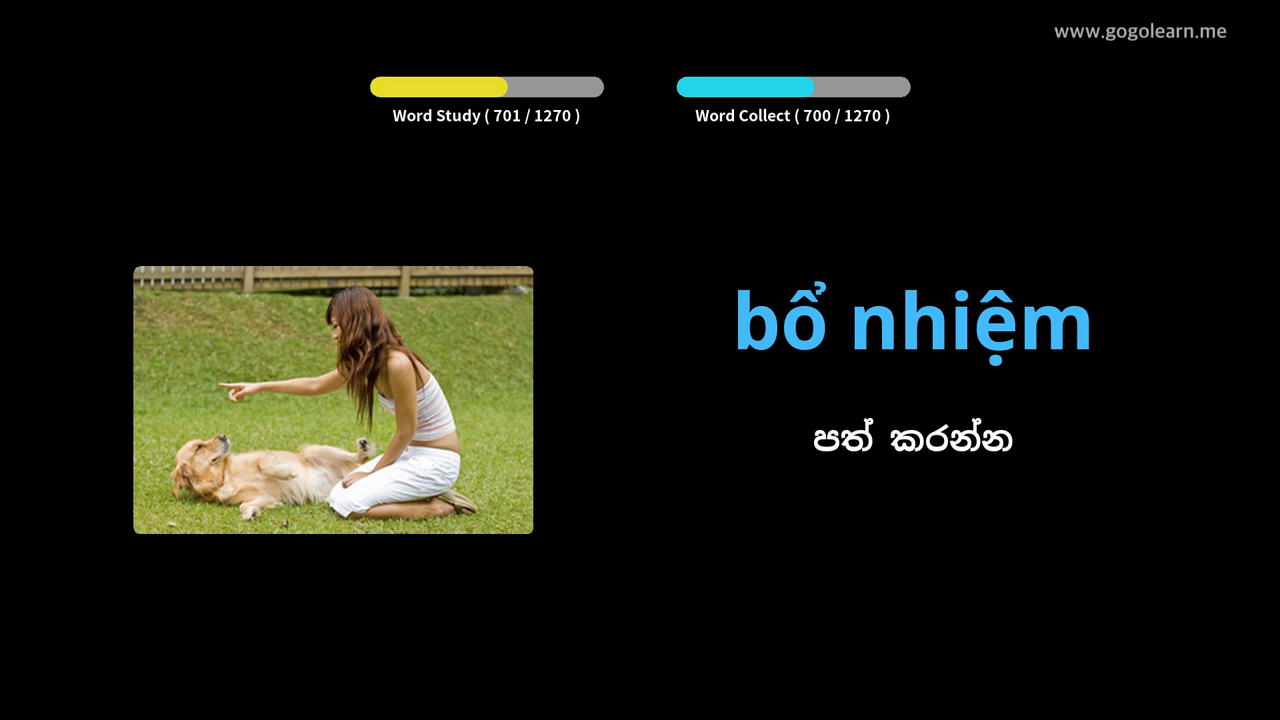 www.gogolearn.me
Word Study ( 701 / 1270 )
Word Collect ( 700 / 1270 )
bổ nhiệm
පත් කරන්න